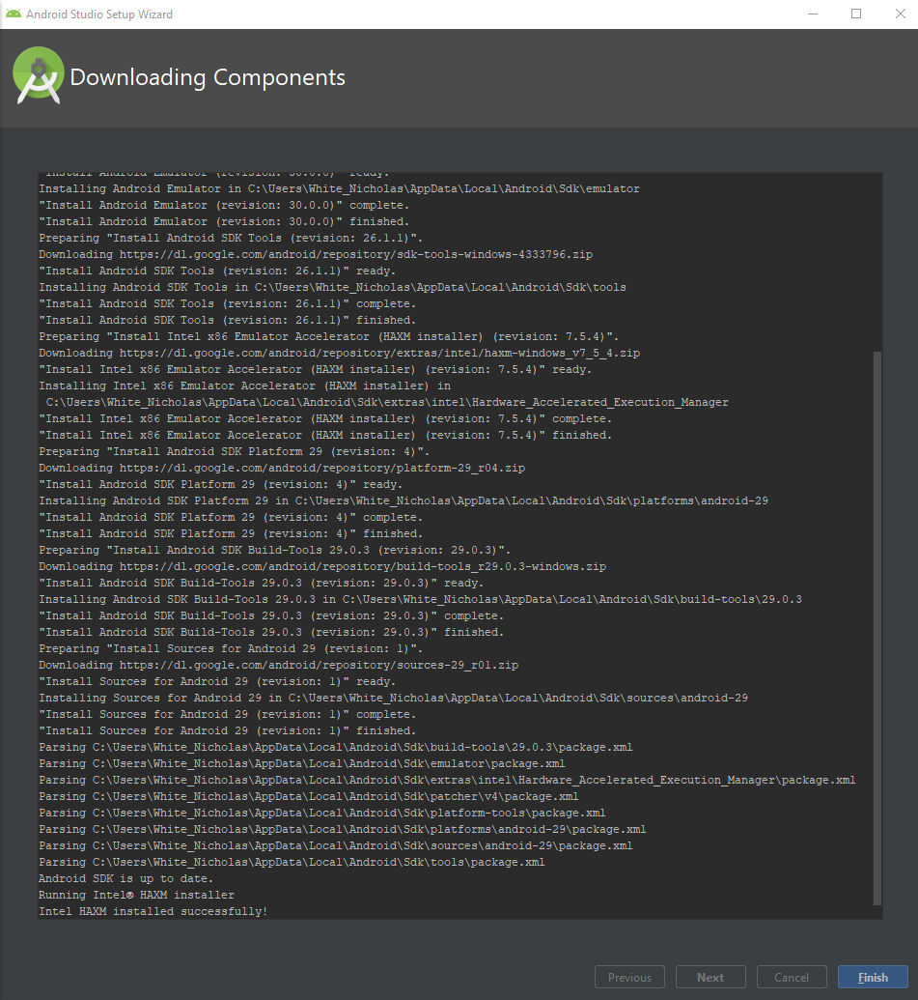 Android Studio Setup Wizard
Downloading Components
"Install Android Emulator (revision: 30.0.0)" ready.
Installing Android Emulator in C:\Users\White_Nicholas\AppData\Local\Android\Sdk\emulator
"Install Android Emulator (revision: 30.0.0)" complete.
"Install Android Emulator (revision: 30.0.0)" finished.
Preparing "Install Android SDK Tools (revision: 26.1.1)".
Downloading https://dl.google.com/android/repository/sdk-tools-windows-4333796.zip
"Install Android SDK Tools (revision: 26.1.1)" ready.
Installing Android SDK Tools in C:\Users\White_Nicholas\AppData\Local\Android\Sdk\tools
"Install Android SDK Tools (revision: 26.1.1)" complete.
"Install Android SDK Tools (revision: 26.1.1)" finished.
Preparing "Install Intel x86 Emulator Accelerator (HAXM installer) (revision: 7.5.4)".
Downloading https://dl.google.com/android/repository/extras/intel/haxm-windows_v7_5_4.zip
"Install Intel x86 Emulator Accelerator (HAXM installer) (revision: 7.5.4)" ready.
Installing Intel x86 Emulator Accelerator (HAXM installer) in
C:\Users\White_Nicholas\AppData\Local\Android\Sdk\extras\intel\Hardware_Accelerated_Execution_Manager
"Install Intel x86 Emulator Accelerator (HAXM installer) (revision: 7.5.4)" complete.
"Install Intel x86 Emulator Accelerator (HAXM installer) (revision: 7.5.4)" finished.
Preparing "Install Android SDK Platform 29 (revision: 4)".
Downloading https://dl.google.com/android/repository/platform-29_r04.zip
"Install Android SDK Platform 29 (revision: 4)" ready.
Installing Android SDK Platform 29 in C:\Users\White_Nicholas\AppData\Local\Android\Sdk\platforms\android-29
"Install Android SDK Platform 29 (revision: 4)" complete.
"Install Android SDK Platform 29 (revision: 4)" finished.
Preparing "Install Android SDK Build-Tools 29.0.3 (revision: 29.0.3)".
Downloading https://dl.google.com/android/repository/build-tools_r29.0.3-windows.zip
"Install Android SDK Build-Tools 29.0.3 (revision: 29.0.3)" ready.
Installing Android SDK Build-Tools 29.0.3 in C:\Users\White_Nicholas\AppData\Local\Android\Sdk\build-tools\29.0.3
"Install Android SDK Build-Tools 29.0.3 (revision: 29.0.3)" complete.
"Install Android SDK Build-Tools 29.0.3 (revision: 29.0.3)" finished.
Preparing "Install Sources for Android 29 (revision: 1)".
Downloading https://dl.google.com/android/repository/sources-29_r01.zip
"Install Sources for Android 29 (revision: 1)" ready.
Installing Sources for Android 29 in C:\Users\White_Nicholas\AppData\Local\Android\Sdk\sources\android-29
"Install Sources for Android 29 (revision: 1)" complete.
"Install Sources for Android 29 (revision: 1)" finished.
Parsing C:\Users\White_Nicholas\AppData\Local\Android\Sdk\build-tools\29.0.3\package.xml
Parsing C:\Users\White_Nicholas\AppData\Local\Android\Sdk\emulator\package.xml
Parsing C:\Users\White_Nicholas\AppData\Local\Android\Sdk\extras\intel\Hardware_Accelerated_Execution_Manager\package.xml
Parsing C:\Users\White_Nicholas\AppData\Local\Android\Sdk\patcher\v4\package.xml
Parsing C:\Users\White_Nicholas\AppData\Local\Android\Sdk\platform-tools\package.xml
Parsing C:\Users\White_Nicholas\AppData\Local\Android\Sdk\platforms\android-29\package.xml
Parsing C:\Users\White_Nicholas\AppData\Local\Android\Sdk\sources\android-29\package.xml
Parsing C:\Users\White_Nicholas\AppData\Local\Android\Sdk\tools\package.xml
Android SDK is up to date.
Running Intel® HAXM installer
Intel HAXM installed successfully!
Previous
Next
Cancel
Finish